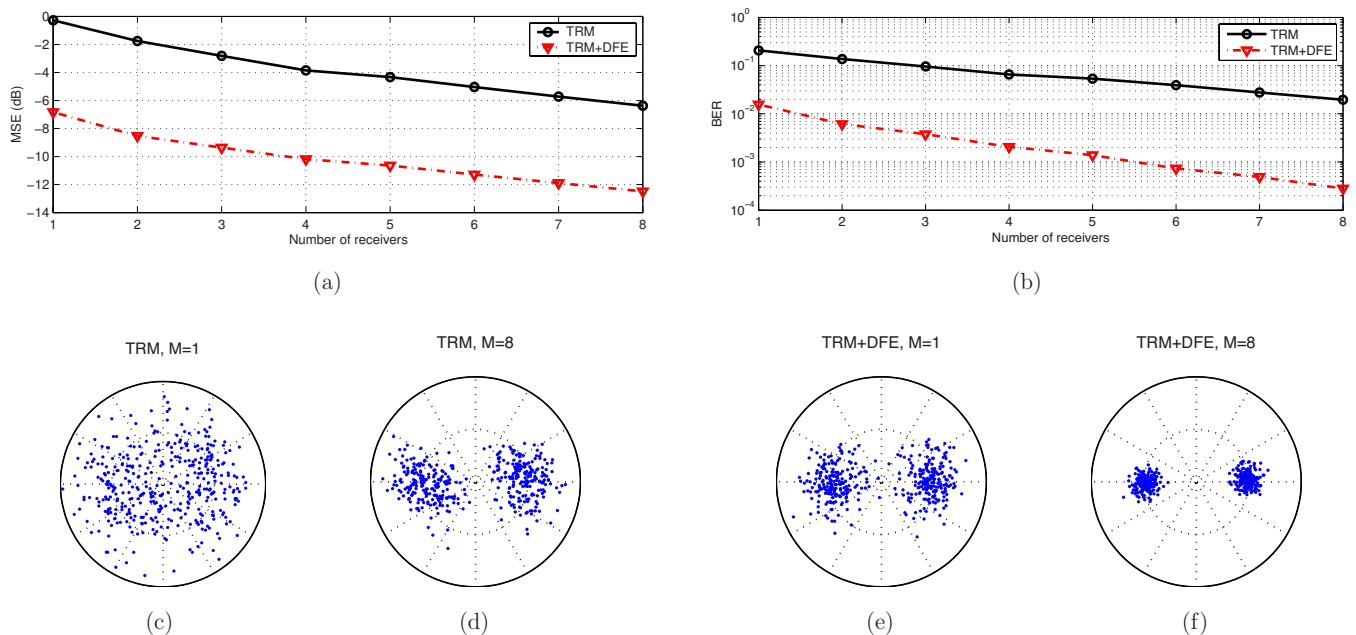 0
−2
−4
−6
−8
−10
−12
−14
MSE (dB)
1 2 3 4 5 6 7 8
Number of receivers
TRM
TRM+DFE
(a)
10^0
10^−1
10^−2
10^−3
10^−4
BER
1 2 3 4 5 6 7 8
Number of receivers
TRM
TRM+DFE
(b)
TRM, M=1
(c)
TRM, M=8
(d)
TRM+DFE, M=1
(e)
TRM+DFE, M=8
(f)